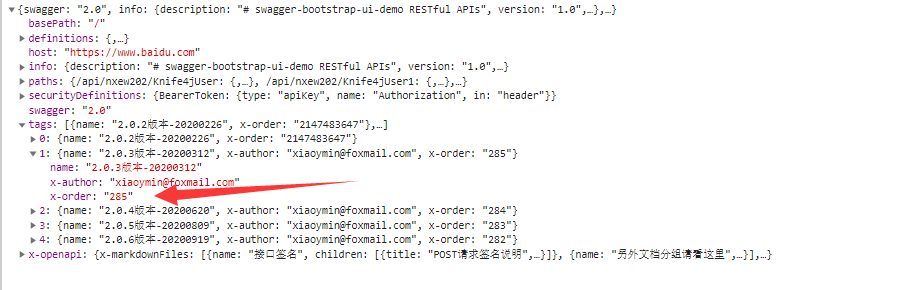 {swagger: "2.0", info: {description: "# swagger-bootstrap-ui-demo RESTful APIs", version: "1.0",…},…}
basePath: "/"
definitions: {,…}
host: "https://www.baidu.com"
info: {description: "# swagger-bootstrap-ui-demo RESTful APIs", version: "1.0",…}
paths: {/api/nxew202/Knife4jUser: {,…}, /api/nxew202/Knife4jUser1: {,…},…}
securityDefinitions: {BearerToken: {type: "apiKey", name: "Authorization", in: "header"}}
swagger: "2.0"
tags: [{name: "2.0.2版本-20200226", x-order: "2147483647"},…]
0: {name: "2.0.2版本-20200226", x-order: "2147483647"}
1: {name: "2.0.3版本-20200312", x-author: "xiaoymin@foxmail.com", x-order: "285"}
name: "2.0.3版本-20200312"
x-author: "xiaoymin@foxmail.com"
x-order: "285"
2: {name: "2.0.4版本-20200620", x-author: "xiaoymin@foxmail.com", x-order: "284"}
3: {name: "2.0.5版本-20200809", x-author: "xiaoymin@foxmail.com", x-order: "283"}
4: {name: "2.0.6版本-20200919", x-author: "xiaoymin@foxmail.com", x-order: "282"}
x-openapi: {x-markdownFiles: [{name: "接口签名", children: [{title: "POST请求签名说明",…}]}, {name: "另外文档分组请看这里",…}],…}